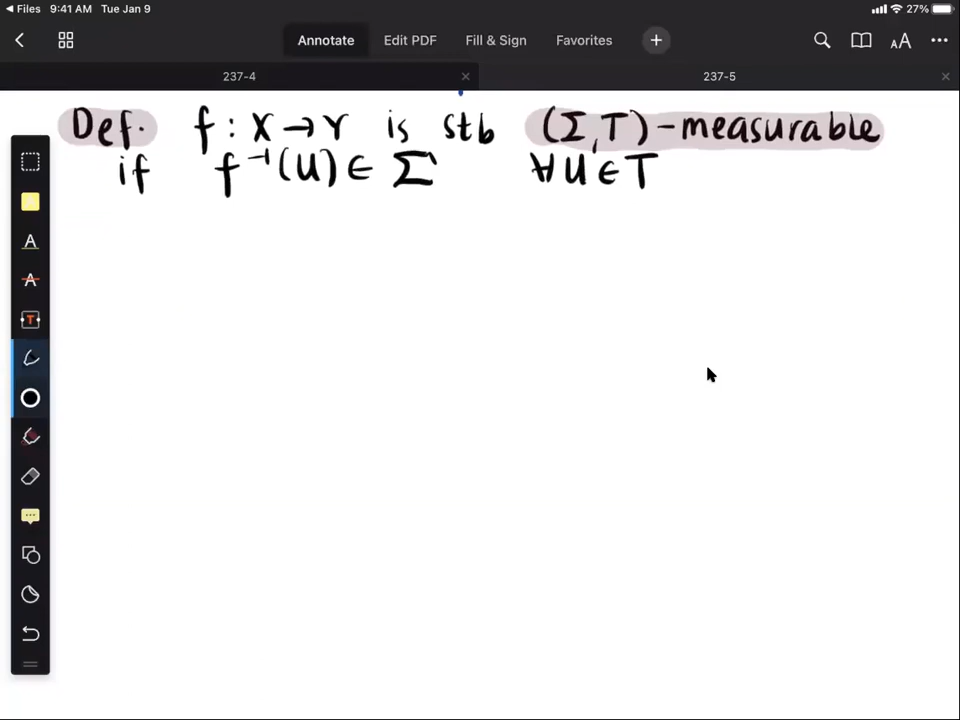 Files 9:41 AM Tue Jan 9 27%
Annotate Edit PDF Fill & Sign Favorites
AA
237-4 237-5
Def. f : X → Y is stb (Σ, T)-measurable
if f⁻¹(U) ∈ Σ ∀U ∈ T
A
A
T